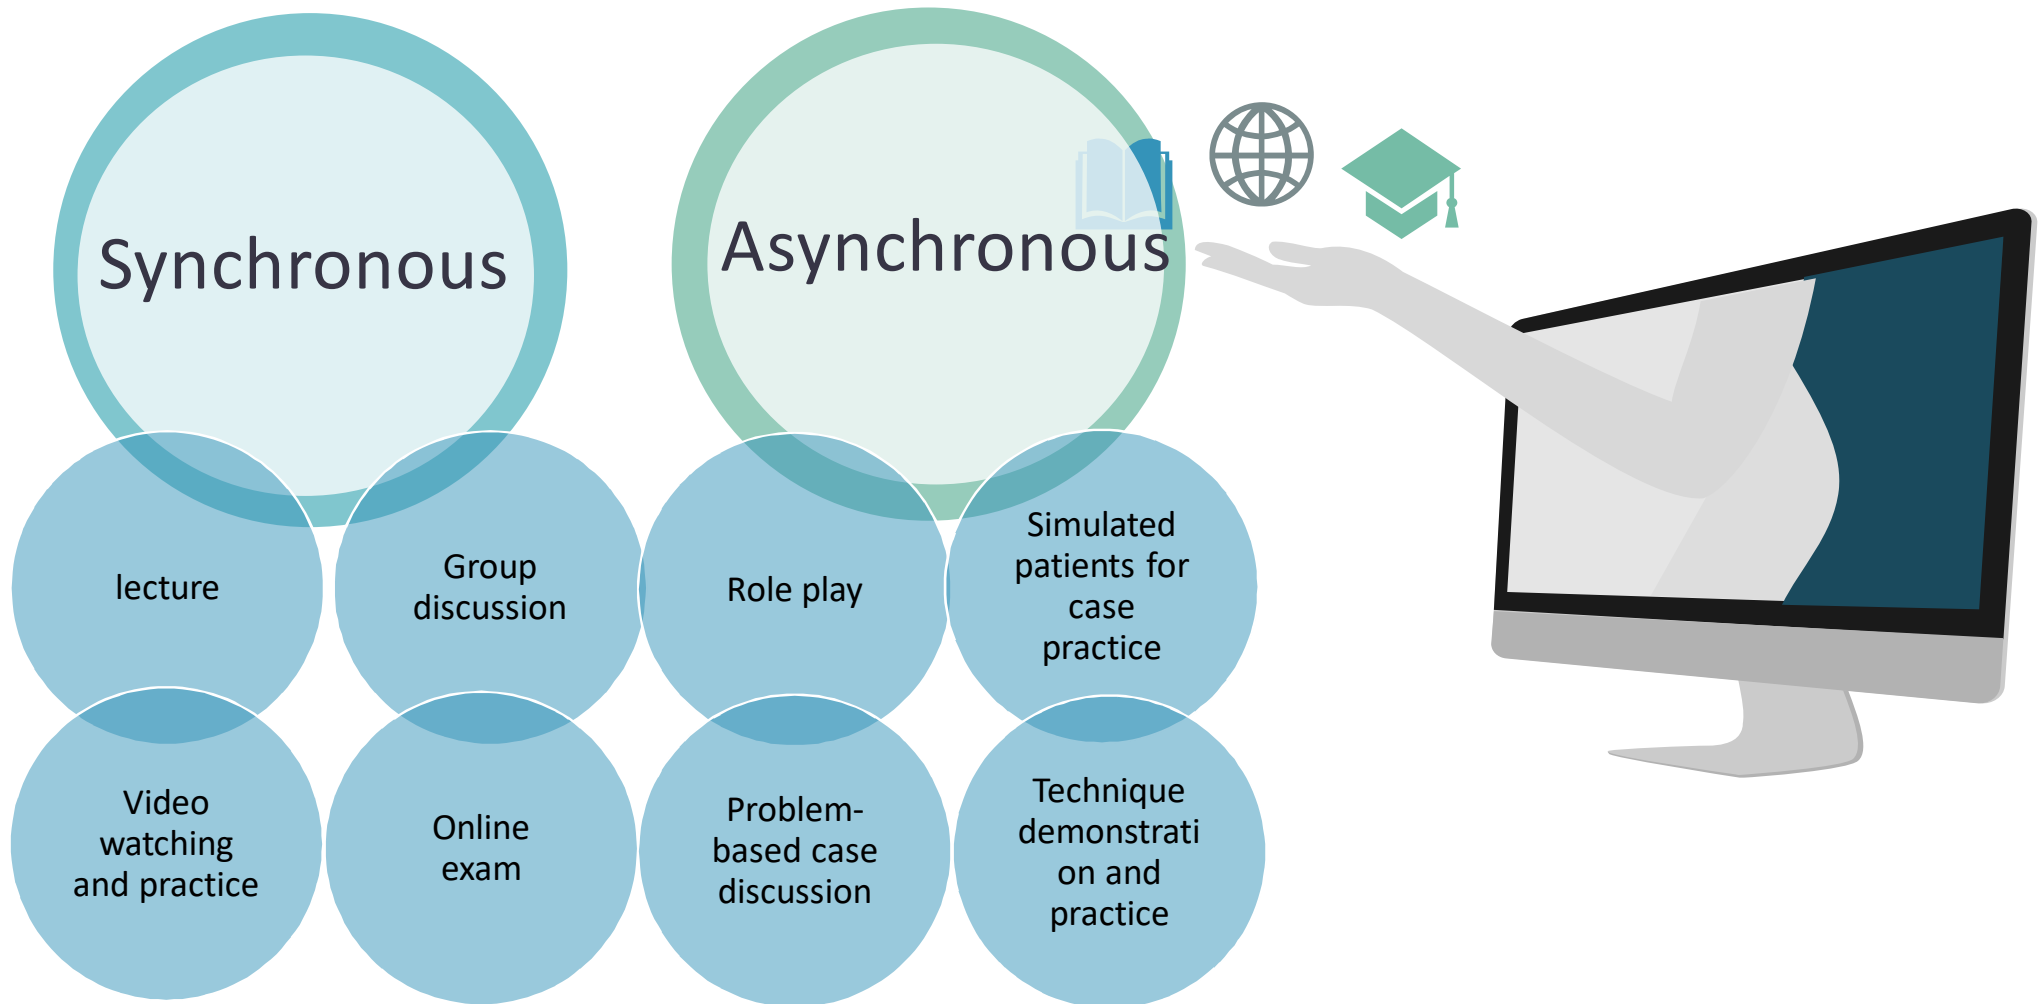 Synchronous
Asynchronous
lecture
Group
discussion
Role play
Simulated
patients for
case
practice
Video
watching
and practice
Online
exam
Problem-
based case
discussion
Technique
demonstrati
on and
practice